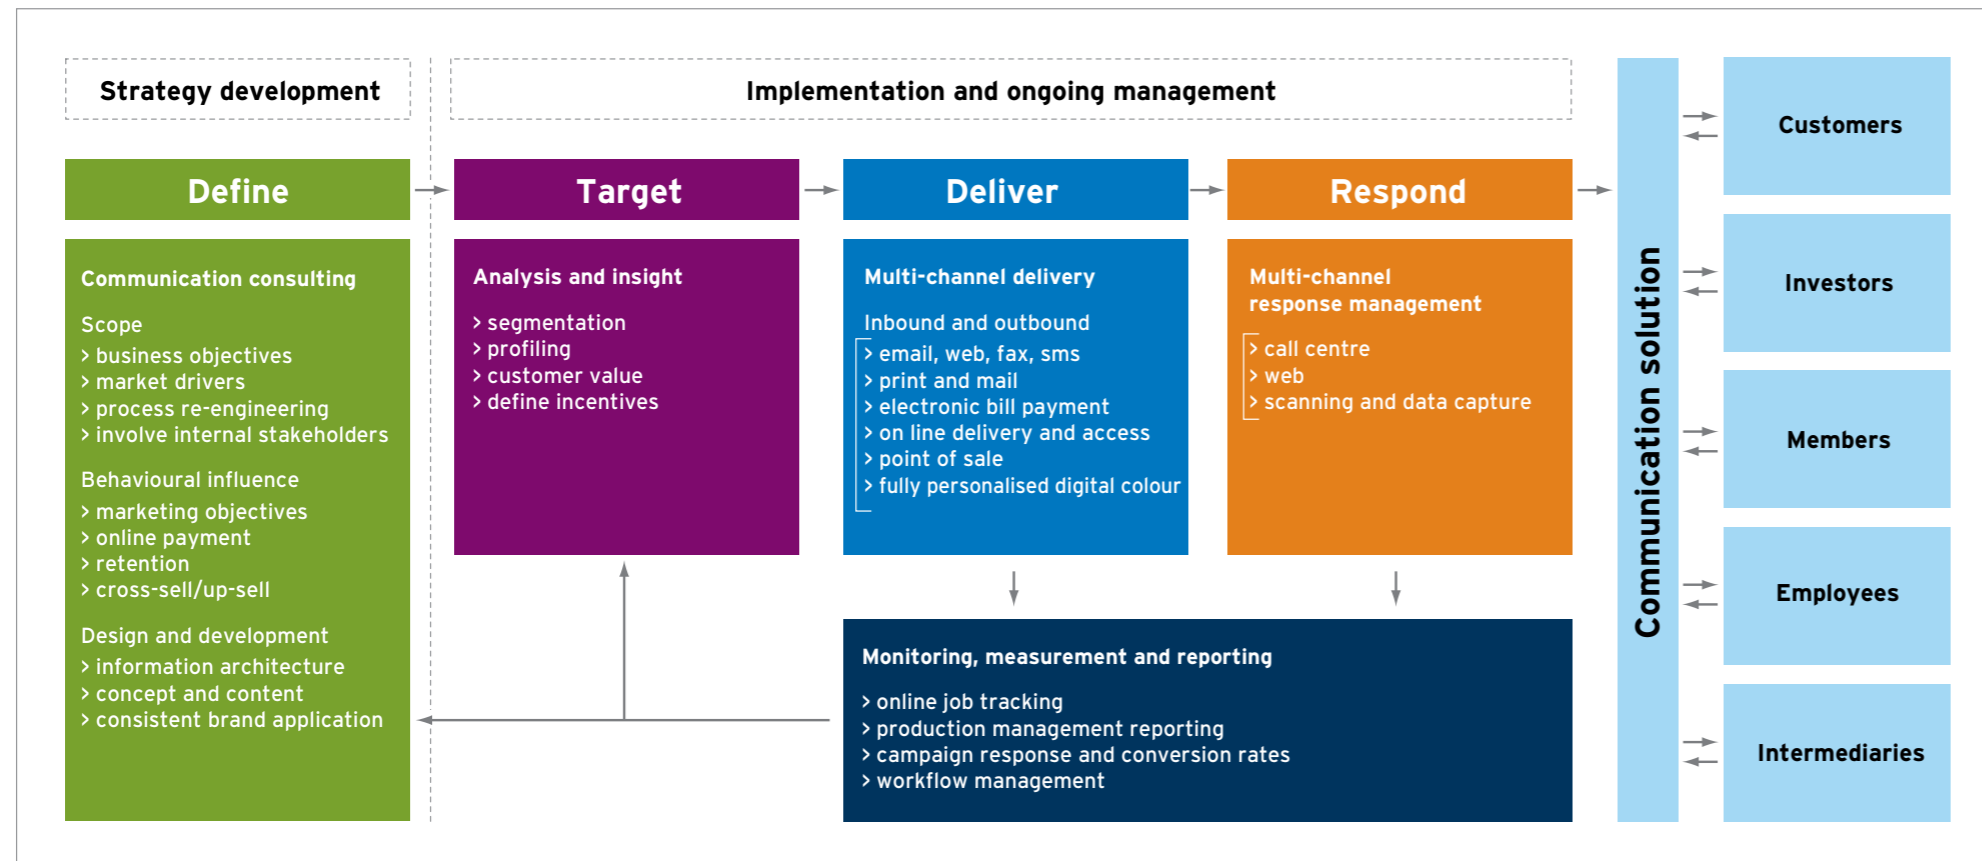 Strategy development
Implementation and ongoing management
Define
Target
Deliver
Respond
Communication consulting
Scope
> business objectives
> market drivers
> process re-engineering
> involve internal stakeholders
Behavioural influence
> marketing objectives
> online payment
> retention
> cross-sell/up-sell
Design and development
> information architecture
> concept and content
> consistent brand application
Analysis and insight
> segmentation
> profiling
> customer value
> define incentives
Multi-channel delivery
Inbound and outbound
> email, web, fax, sms
> print and mail
> electronic bill payment
> on line delivery and access
> point of sale
> fully personalised digital colour
Multi-channel
response management
> call centre
> web
> scanning and data capture
Monitoring, measurement and reporting
> online job tracking
> production management reporting
> campaign response and conversion rates
> workflow management
Communication solution
Customers
Investors
Members
Employees
Intermediaries